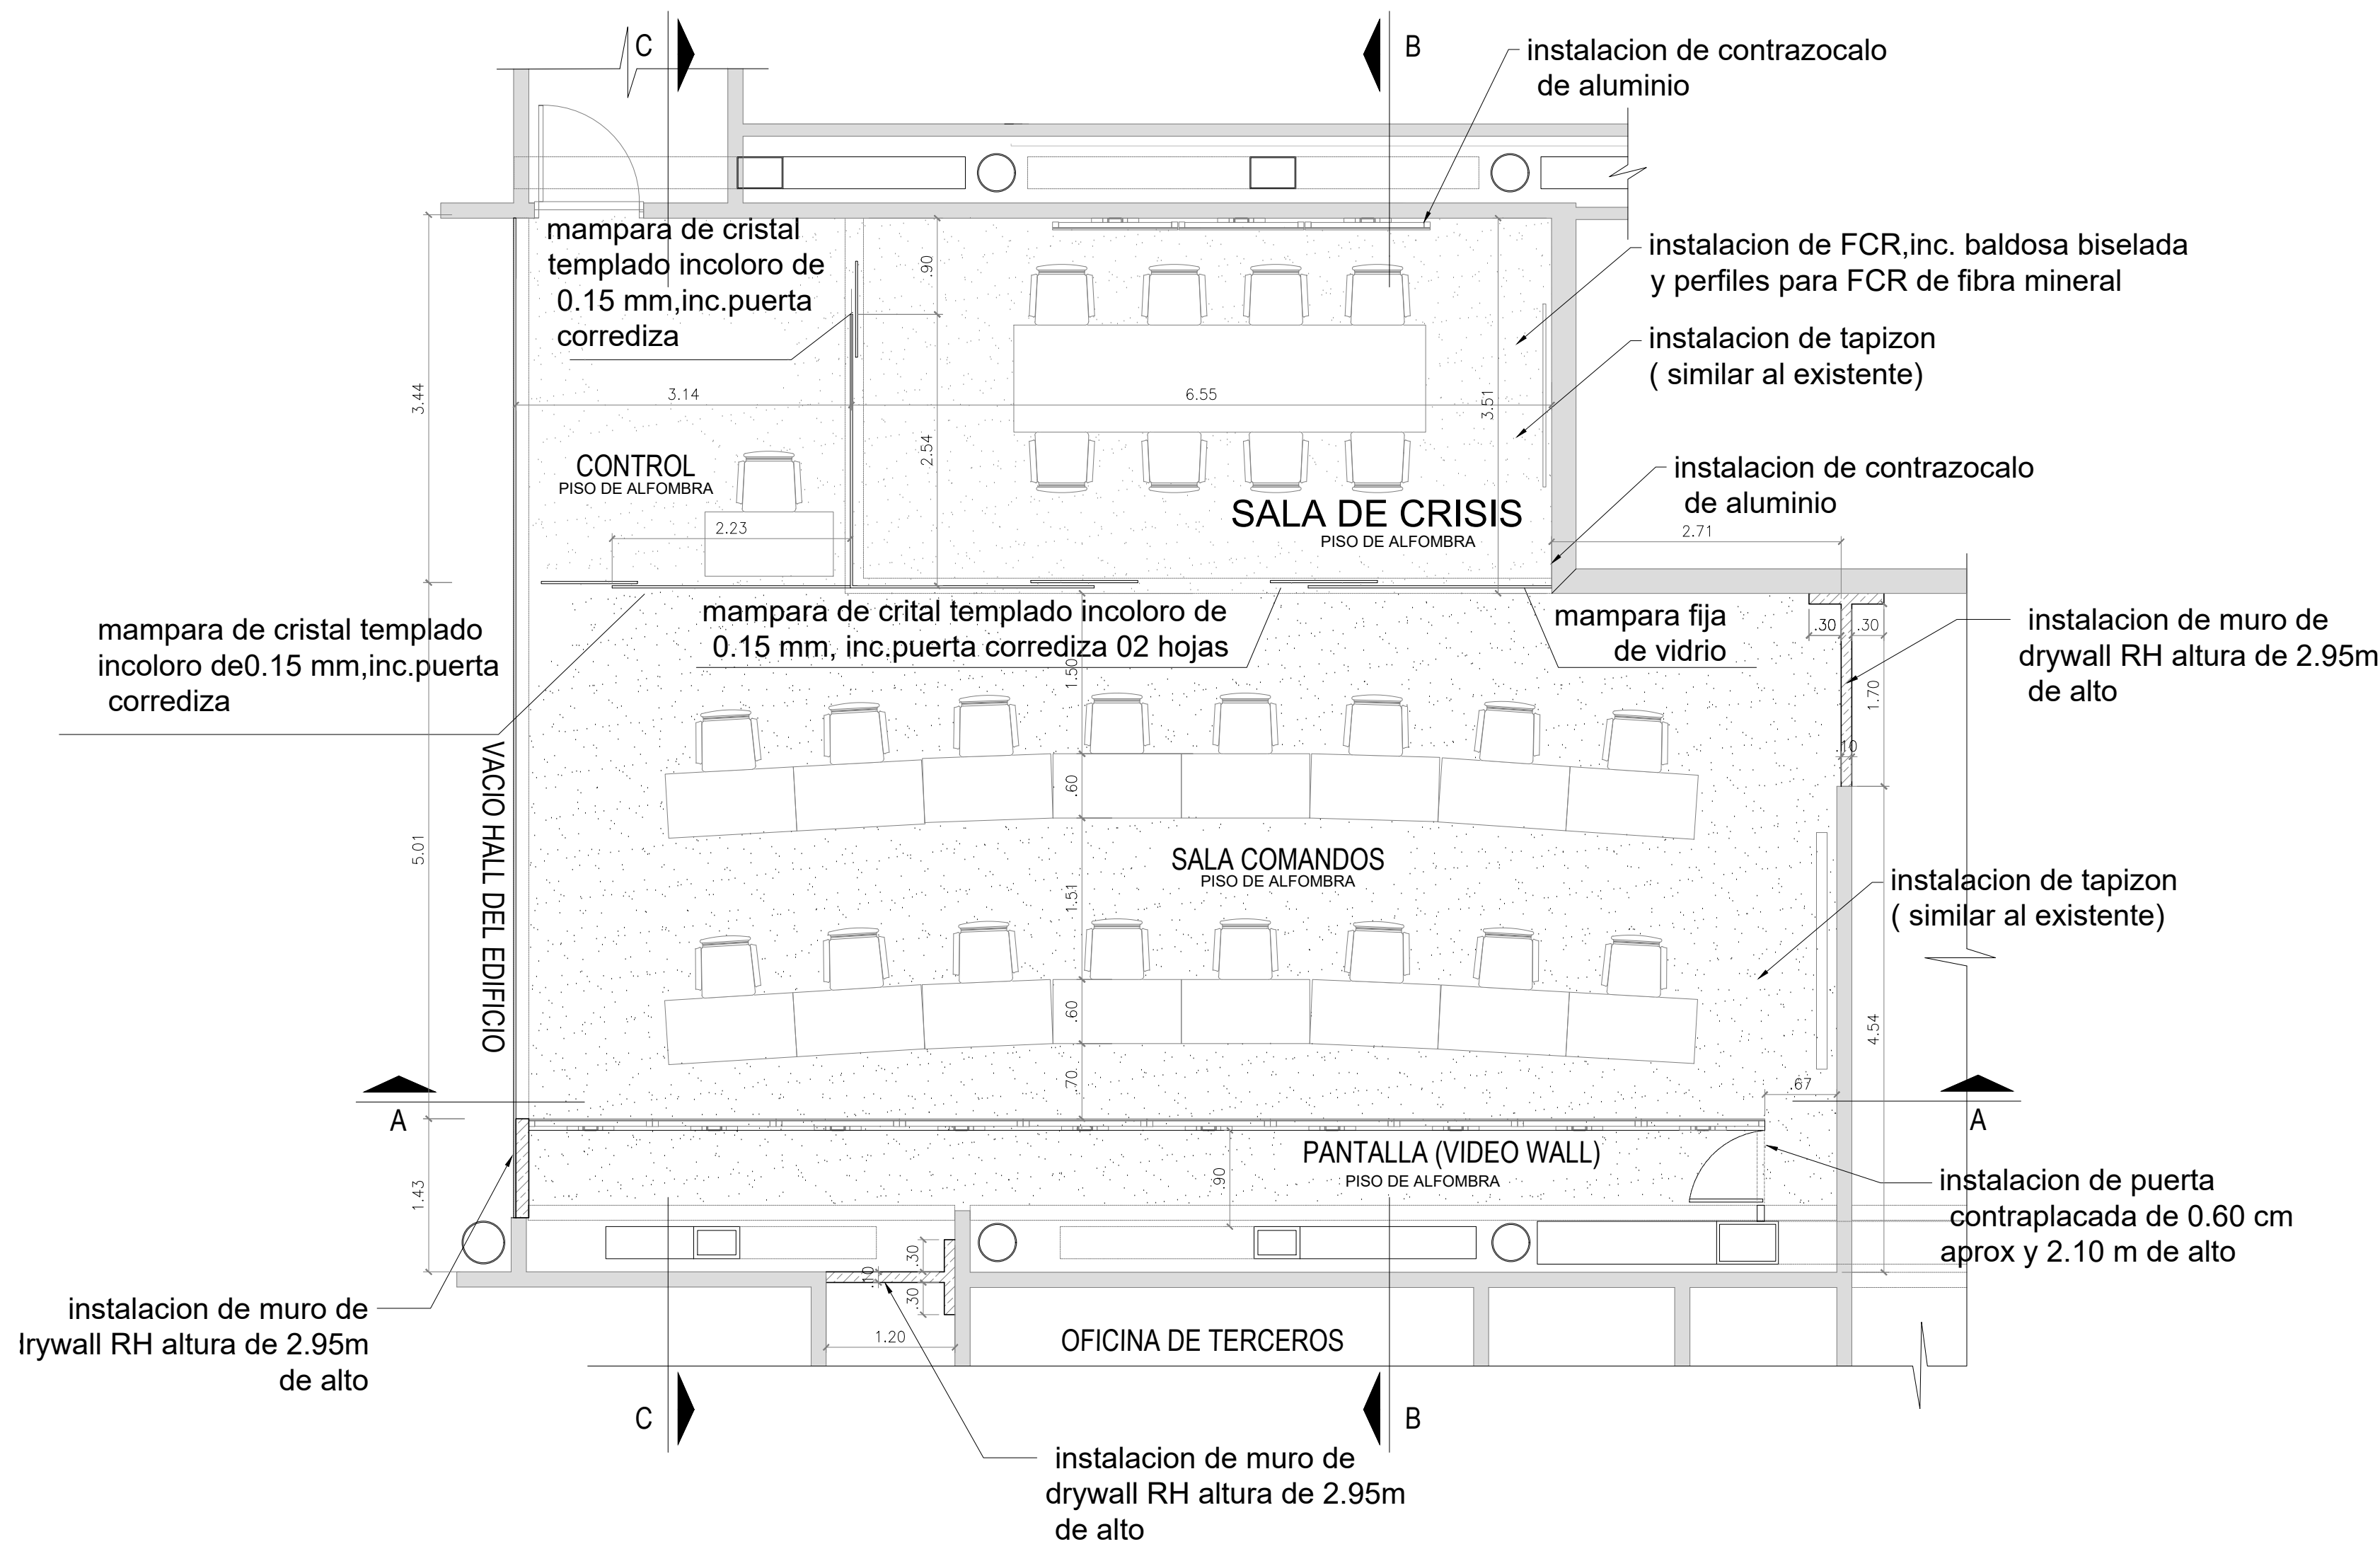 C
B
instalacion de contrazocalo
de aluminio
mampara de cristal
templado incoloro de
0.15 mm,inc.puerta
corrediza
.90
instalacion de FCR,inc. baldosa biselada
y perfiles para FCR de fibra mineral
instalacion de tapizon
( similar al existente)
3.44
3.14
6.55
3.51
2.54
CONTROL
PISO DE ALFOMBRA
instalacion de contrazocalo
de aluminio
SALA DE CRISIS
PISO DE ALFOMBRA
2.23
2.71
mampara de cristal templado
incoloro de0.15 mm,inc.puerta
corrediza
mampara de crital templado incoloro de
0.15 mm, inc.puerta corrediza 02 hojas
mampara fija
de vidrio
.30
.30
instalacion de muro de
drywall RH altura de 2.95m
de alto
1.50
1.70
.10
VACIO HALL DEL EDIFICIO
.60
5.01
SALA COMANDOS
PISO DE ALFOMBRA
1.51
instalacion de tapizon
( similar al existente)
.60
4.54
.70
.67
A
A
PANTALLA (VIDEO WALL)
PISO DE ALFOMBRA
.90
1.43
instalacion de puerta
contraplacada de 0.60 cm
aprox y 2.10 m de alto
.30
.10
.30
instalacion de muro de
drywall RH altura de 2.95m
de alto
1.20
OFICINA DE TERCEROS
C
B
instalacion de muro de
drywall RH altura de 2.95m
de alto